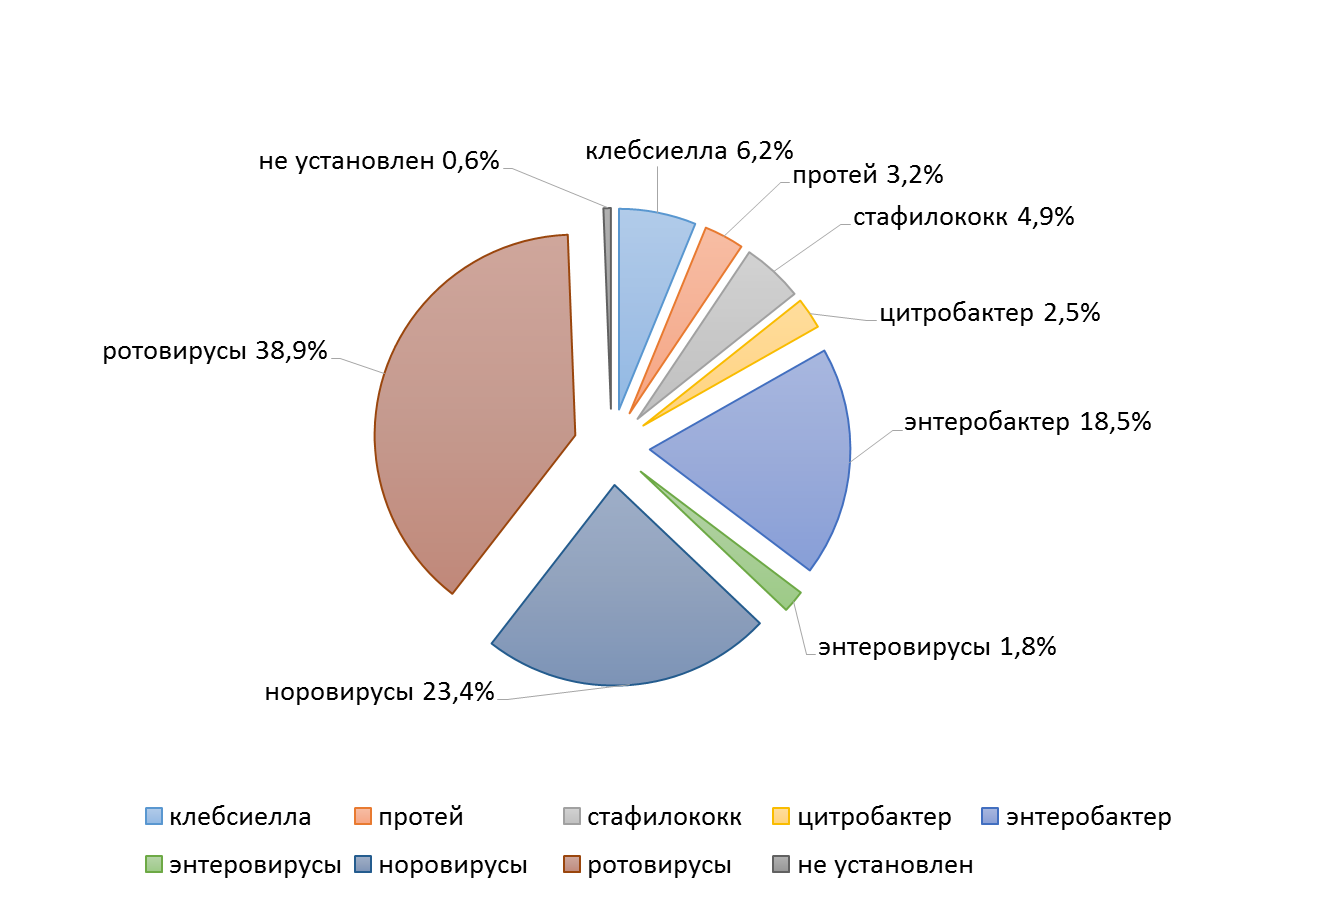 не установлен 0,6%
клебсиелла 6,2%
протей 3,2%
стафилококк 4,9%
цитробактер 2,5%
ротовирусы 38,9%
энтеробактер 18,5%
энтеровирусы 1,8%
норовирусы 23,4%
клебсиелла протей стафилококк цитробактер энтеробактер
энтеровирусы норовирусы ротовирусы не установлен